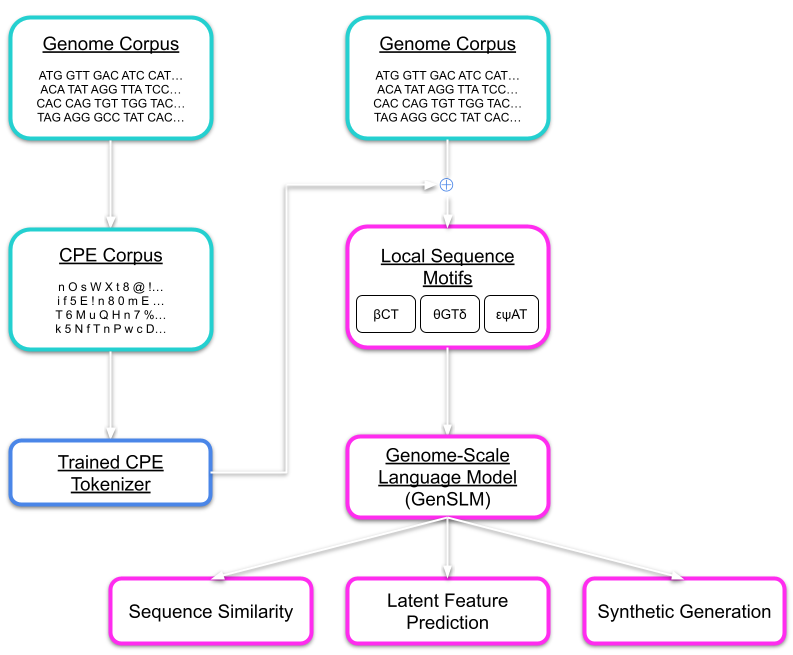 Genome Corpus
ATG GTT GAC ATC CAT...
ACA TAT AGG TTA TCC...
CAC CAG TGT TGG TAC...
TAG AGG GCC TAT CAC...
Genome Corpus
ATG GTT GAC ATC CAT...
ACA TAT AGG TTA TCC...
CAC CAG TGT TGG TAC...
TAG AGG GCC TAT CAC...
CPE Corpus
n O s W X t 8 @ !...
i f 5 E ! n 8 0 m E ...
T 6 M u Q H n 7 %...
k 5 N f T n P w c D...
Local Sequence
Motifs
βCT
θGTδ
εψAT
Trained CPE
Tokenizer
Genome-Scale
Language Model
(GenSLM)
Sequence Similarity
Latent Feature
Prediction
Synthetic Generation